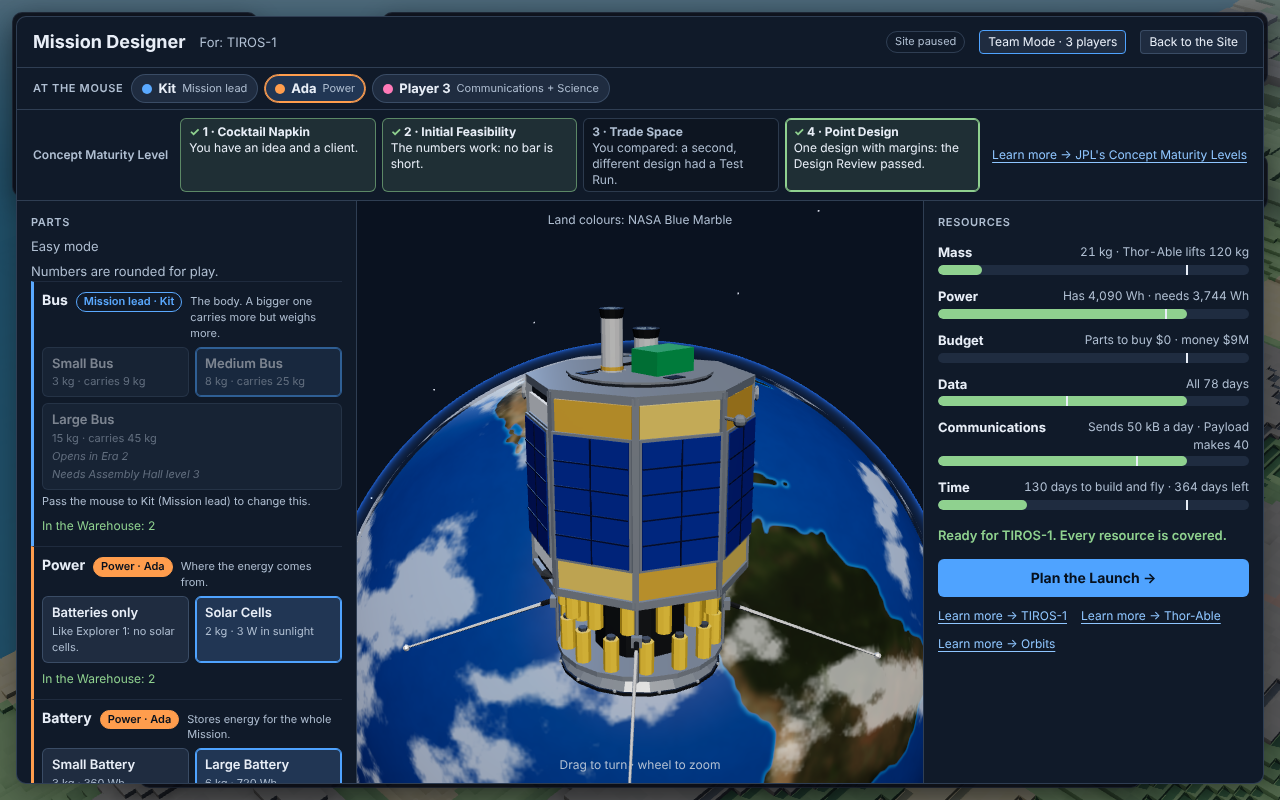 Mission Designer
For: TIROS-1
Site paused
Team Mode · 3 players
Back to the Site
AT THE MOUSE
Kit Mission lead
Ada Power
Player 3 Communications + Science
Concept Maturity Level
✓ 1 · Cocktail Napkin
You have an idea and a client.
✓ 2 · Initial Feasibility
The numbers work: no bar is
short.
3 · Trade Space
You compared: a second,
different design had a Test
Run.
✓ 4 · Point Design
One design with margins: the
Design Review passed.
Learn more → JPL's Concept Maturity Levels
PARTS
Easy mode
Numbers are rounded for play.
Bus
Mission lead · Kit
The body. A bigger one
carries more but weighs
more.
Small Bus
3 kg · carries 9 kg
Medium Bus
8 kg · carries 25 kg
Large Bus
15 kg · carries 45 kg
Opens in Era 2
Needs Assembly Hall level 3
Pass the mouse to Kit (Mission lead) to change this.
In the Warehouse: 2
Power
Power · Ada
Where the energy comes
from.
Batteries only
Like Explorer 1: no solar
cells.
Solar Cells
2 kg · 3 W in sunlight
In the Warehouse: 2
Battery
Power · Ada
Stores energy for the whole
Mission.
Small Battery
3 kg · 360 Wh
Large Battery
6 kg · 720 Wh
Land colours: NASA Blue Marble
Drag to turn · wheel to zoom
RESOURCES
Mass
21 kg · Thor-Able lifts 120 kg
Power
Has 4,090 Wh · needs 3,744 Wh
Budget
Parts to buy $0 · money $9M
Data
All 78 days
Communications
Sends 50 kB a day · Payload
makes 40
Time
130 days to build and fly · 364 days left
Ready for TIROS-1. Every resource is covered.
Plan the Launch →
Learn more → TIROS-1
Learn more → Thor-Able
Learn more → Orbits